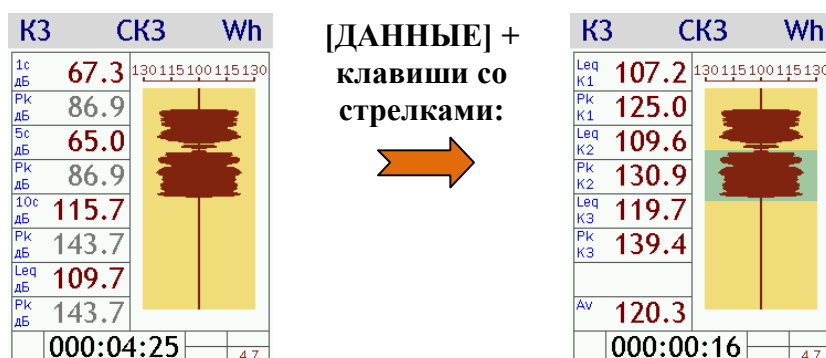 К3 СКЗ Wh
1с дБ 67.3 130 115 100 115 130
Pk дБ 86.9
5с дБ 65.0
Pk дБ 86.9
10с дБ 115.7
Pk дБ 143.7
Leq дБ 109.7
Pk дБ 143.7
000:04:25 4.7
[ДАННЫЕ] +
клавиши со
стрелками:
К3 СКЗ Wh
Leq К1 107.2 130 115 100 115 130
Pk К1 125.0
Leq К2 109.6
Pk К2 130.9
Leq К3 119.7
Pk К3 139.4
Av 120.3
000:00:16 4.7